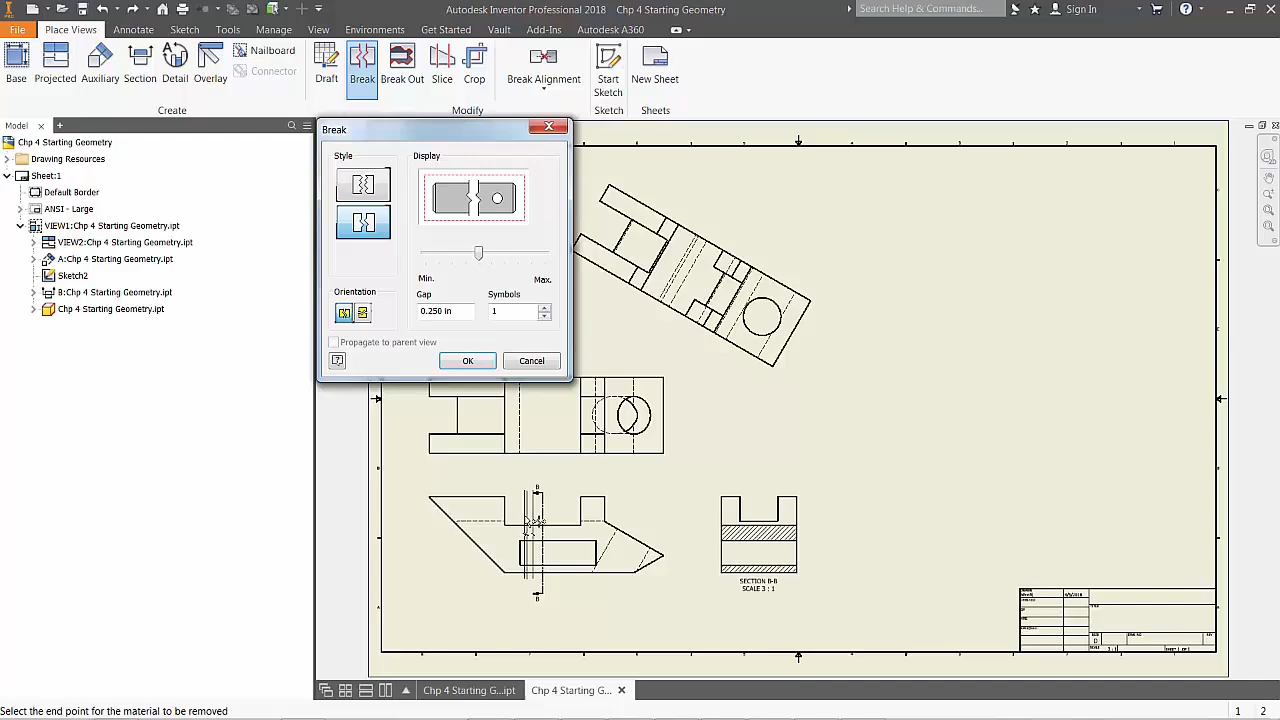 Autodesk Inventor Professional 2018 Chp 4 Starting Geometry
Search Help & Commands...
Sign In
File Place Views Annotate Sketch Tools Manage View Environments Get Started Vault Add-Ins Autodesk A360
Nailboard
Connector
Base Projected Auxiliary Section Detail Overlay
Draft Break Break Out Slice Crop
Break Alignment
Start
Sketch
New Sheet
Create Modify Sketch Sheets
Model
Chp 4 Starting Geometry
Drawing Resources
Sheet:1
Default Border
ANSI - Large
VIEW1:Chp 4 Starting Geometry.ipt
VIEW2:Chp 4 Starting Geometry.ipt
A:Chp 4 Starting Geometry.ipt
Sketch2
B:Chp 4 Starting Geometry.ipt
Chp 4 Starting Geometry.ipt
Break
Style
Display
Min.
Max.
Orientation
Gap
Symbols
0.250 in
1
Propagate to parent view
OK
Cancel
B
B
SECTION B-B
SCALE 3 : 1
Chp 4 Starting G...ipt
Chp 4 Starting G...
Select the end point for the material to be removed
1 2